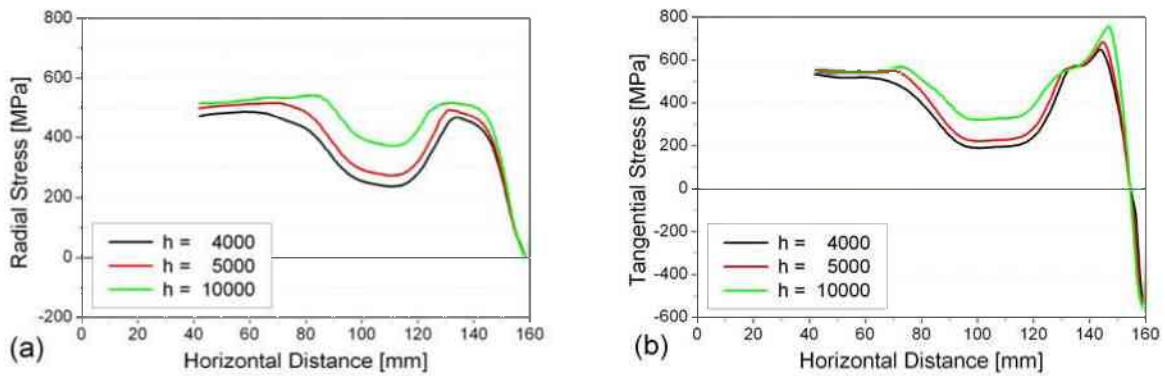 800
600
400
200
0
-200
Radial Stress [MPa]
h = 4000
h = 5000
h = 10000
0 20 40 60 80 100 120 140 160
Horizontal Distance [mm]
(a)
800
600
400
200
0
-200
-400
-600
Tangential Stress [MPa]
h = 4000
h = 5000
h = 10000
0 20 40 60 80 100 120 140 160
Horizontal Distance [mm]
(b)